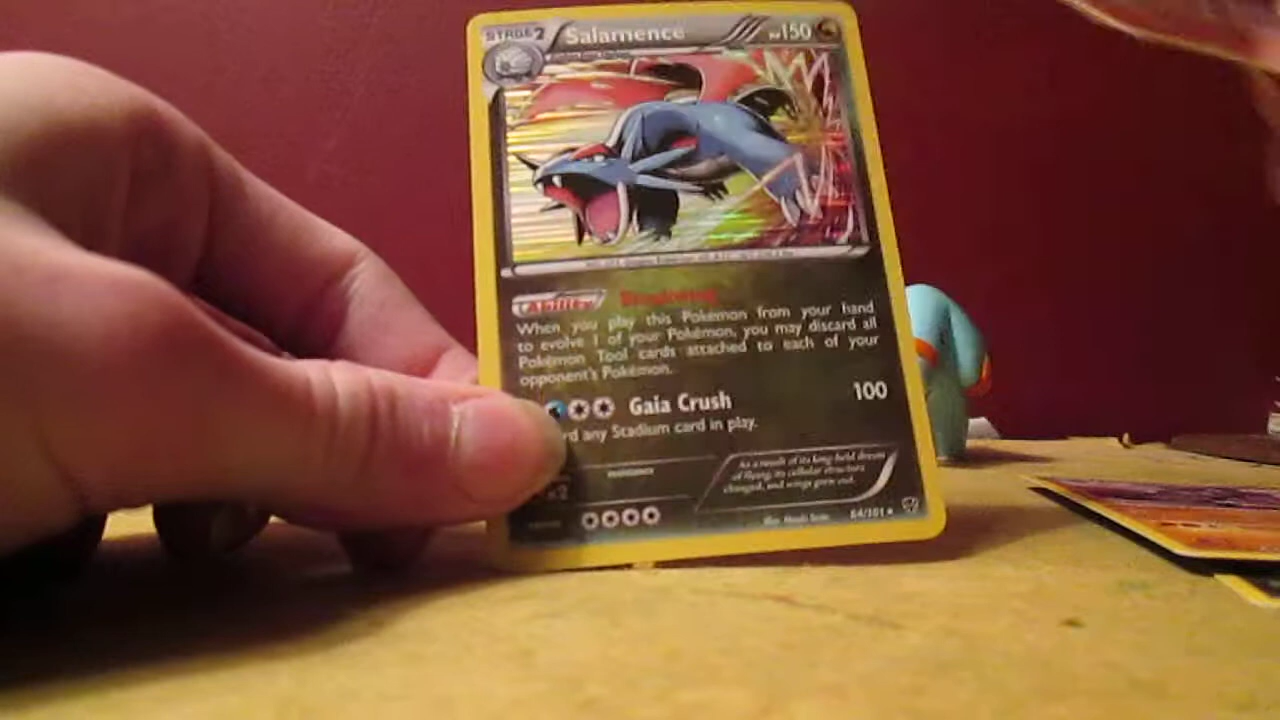 STAGE2 Salamence HP150
Ability
When you play this Pokémon from your hand
to evolve 1 of your Pokémon, you may discard all
Pokémon Tool cards attached to each of your
opponent's Pokémon.
Gaia Crush 100
rd any Stadium card in play.
x2
As a result of its long-held dream
of flying, its cellular structure
changed, and wings grew out.
64/101